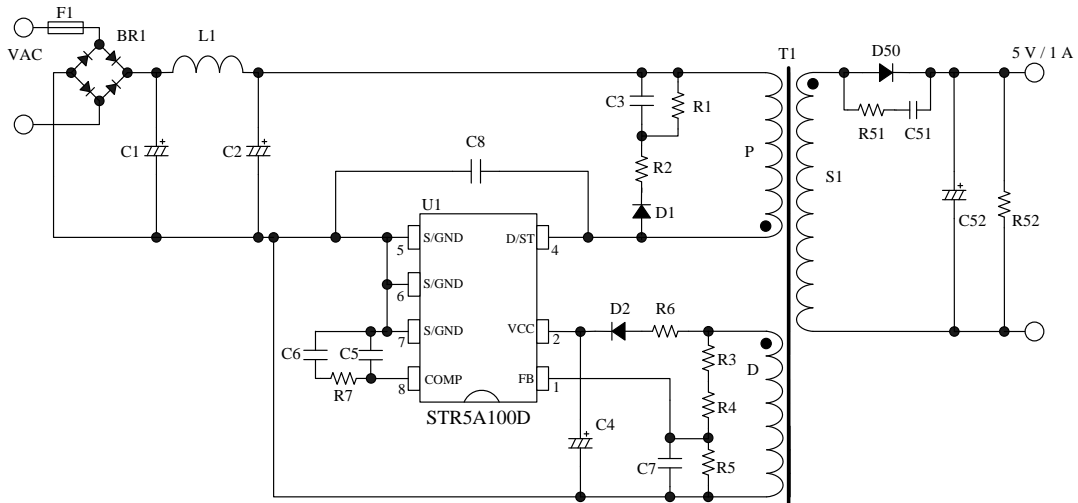 F1
VAC
BR1
L1
T1
D50
5 V / 1 A
C1
C2
C3
R1
R51
C51
C8
R2
P
S1
U1
D1
C52
R52
S/GND
D/ST
5
4
S/GND
6
D2
R6
S/GND
VCC
7
2
C6
C5
R3
D
R7
COMP
FB
8
1
R4
STR5A100D
C4
C7
R5